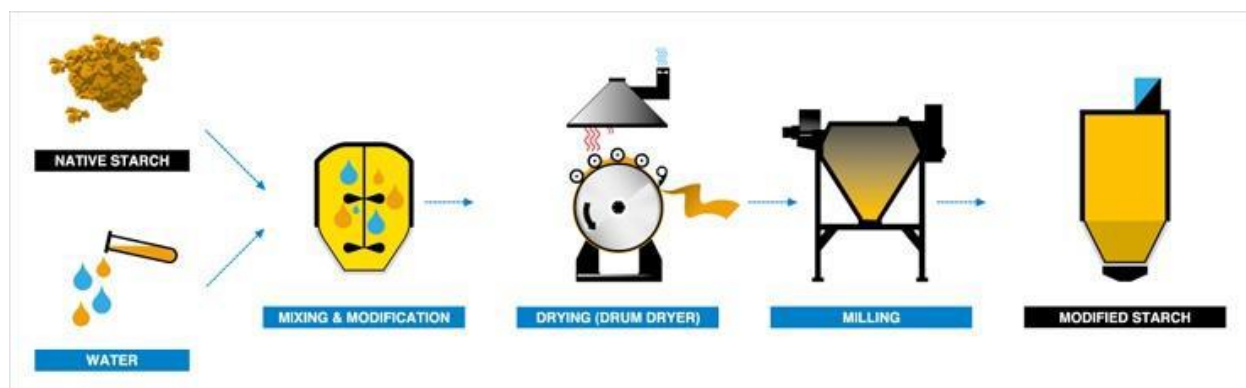 NATIVE STARCH
WATER
MIXING & MODIFICATION
DRYING (DRUM DRYER)
MILLING
MODIFIED STARCH